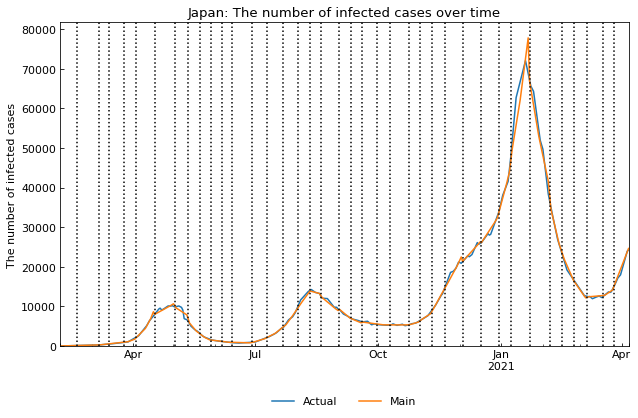 Japan: The number of infected cases over time
The number of infected cases
80000
70000
60000
50000
40000
30000
20000
10000
0
Apr
Jul
Oct
Jan
2021
Apr
Actual
Main